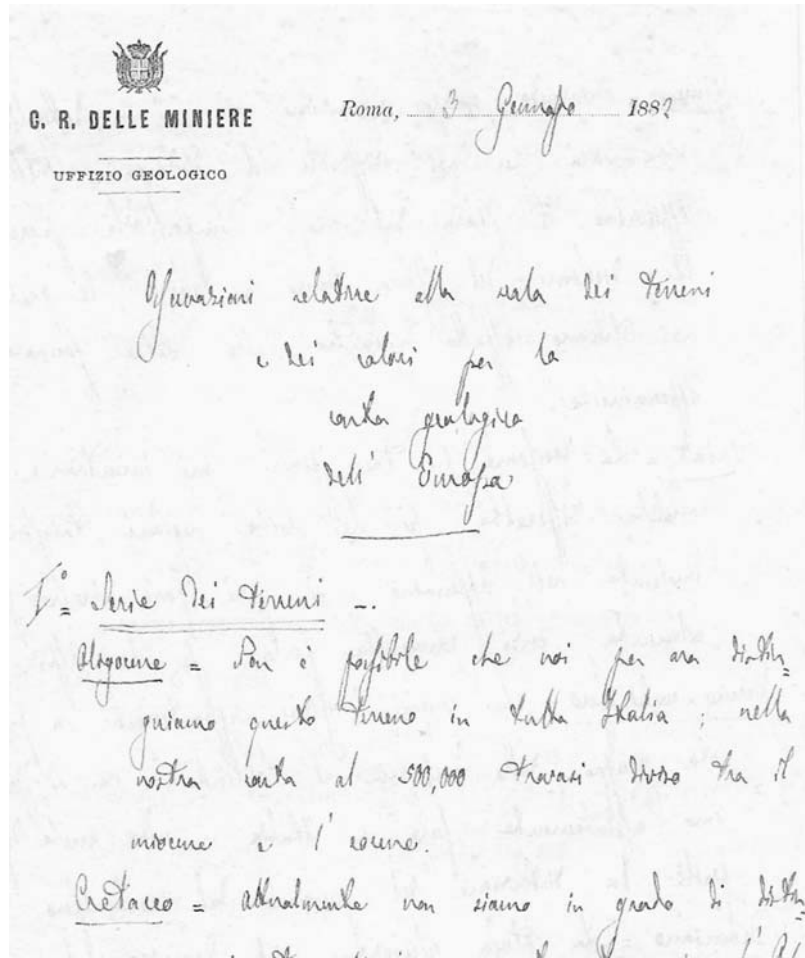 C. R. DELLE MINIERE
Roma, 3 Gennajo 1882
UFFIZIO GEOLOGICO
Osservazioni relative alla scala dei terreni
e dei colori per la
carta geologica
dell' Europa
I.° = Serie dei terreni -.
Oligocene = Non è possibile che noi per ora distin=
guiamo questo terreno in tutta Italia; nella
nostra carta al 500,000 trovasi diviso tra il
miocene e l' eocene.
Cretaceo = attualmente non siamo in grado di distin=